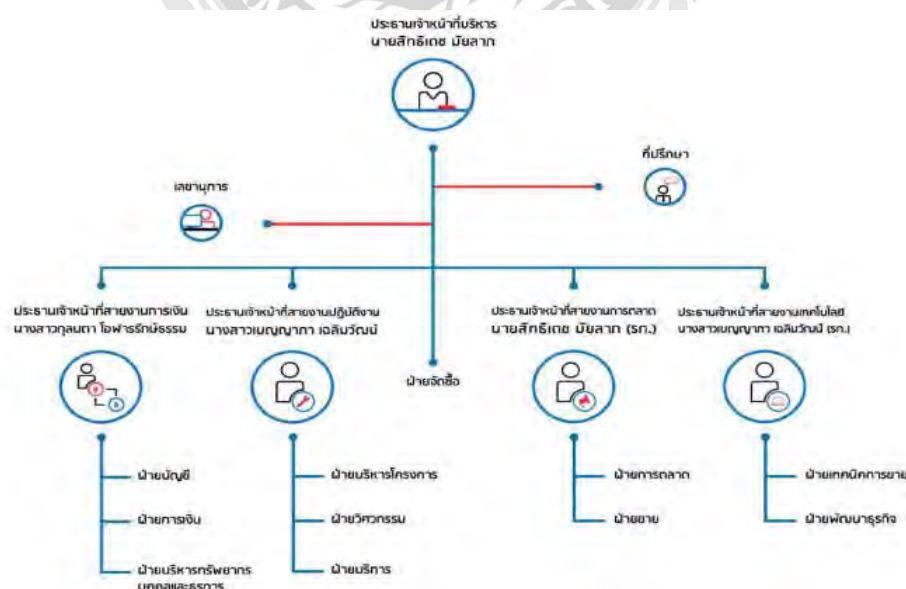 ประธานเจ้าหน้าที่บริหาร
นายสิทธิเดช มัยลาภ
ที่ปรึกษา
เลขานุการ
ประธานเจ้าหน้าที่สายงานการเงิน
นางสาวกุลนดา โอฬารรักษ์ธรรม
ประธานเจ้าหน้าที่สายงานปฏิบัติงาน
นางสาวเบญญาภา เฉลิมวัฒน์
ประธานเจ้าหน้าที่สายงานการตลาด
นายสิทธิเดช มัยลาภ (รก.)
ประธานเจ้าหน้าที่สายงานเทคโนโลยี
นางสาวเบญญาภา เฉลิมวัฒน์ (รก.)
ฝ่ายจัดซื้อ
ฝ่ายบัญชี
ฝ่ายการเงิน
ฝ่ายบริหารทรัพยากร
บุคคลและธุรการ
ฝ่ายบริหารโครงการ
ฝ่ายวิศวกรรม
ฝ่ายบริการ
ฝ่ายการตลาด
ฝ่ายขาย
ฝ่ายเทคนิคการขาย
ฝ่ายพัฒนาธุรกิจ